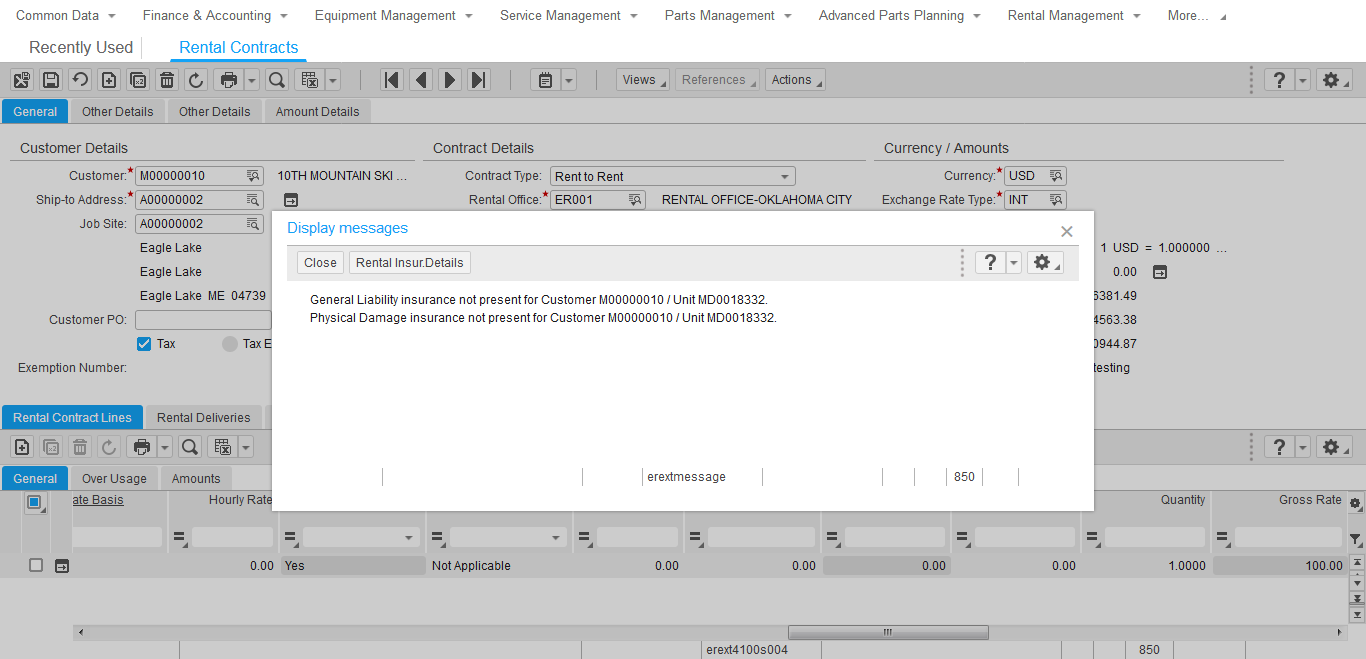 Common Data Finance & Accounting Equipment Management Service Management Parts Management Advanced Parts Planning Rental Management More...
Recently Used Rental Contracts
Views References Actions ?
General Other Details Other Details Amount Details
Customer Details Contract Details Currency / Amounts
Customer:* M00000010 10TH MOUNTAIN SKI ... Contract Type: Rent to Rent Currency:* USD
Ship-to Address:* A00000002 Rental Office:* ER001 RENTAL OFFICE-OKLAHOMA CITY Exchange Rate Type:* INT
Job Site: A00000002
Display messages
Eagle Lake 1 USD = 1.000000 ...
Close Rental Insur.Details ?
Eagle Lake 0.00
Eagle Lake ME 04739 6381.49
General Liability insurance not present for Customer M00000010 / Unit MD0018332.
Physical Damage insurance not present for Customer M00000010 / Unit MD0018332.
Customer PO: 4563.38
Tax Tax E 0944.87
Exemption Number: testing
Rental Contract Lines Rental Deliveries
?
erextmessage 850
General Over Usage Amounts
ate Basis Hourly Rate Quantity Gross Rate
0.00 Yes Not Applicable 0.00 0.00 0.00 0.00 1.0000 100.00
erext4100s004 850